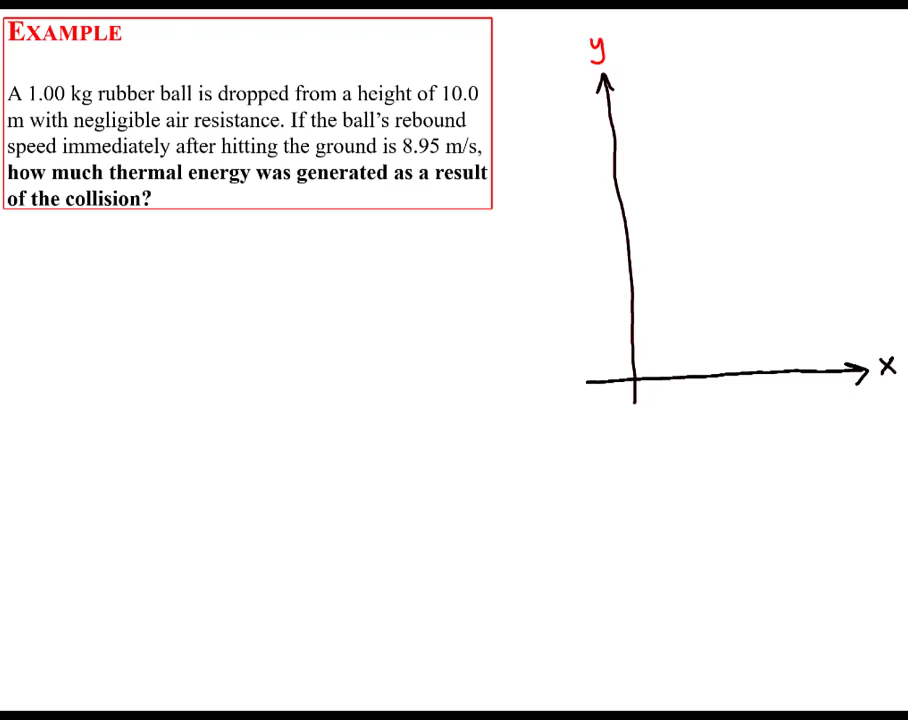 EXAMPLE
A 1.00 kg rubber ball is dropped from a height of 10.0
m with negligible air resistance. If the ball’s rebound
speed immediately after hitting the ground is 8.95 m/s,
how much thermal energy was generated as a result
of the collision?
y
x